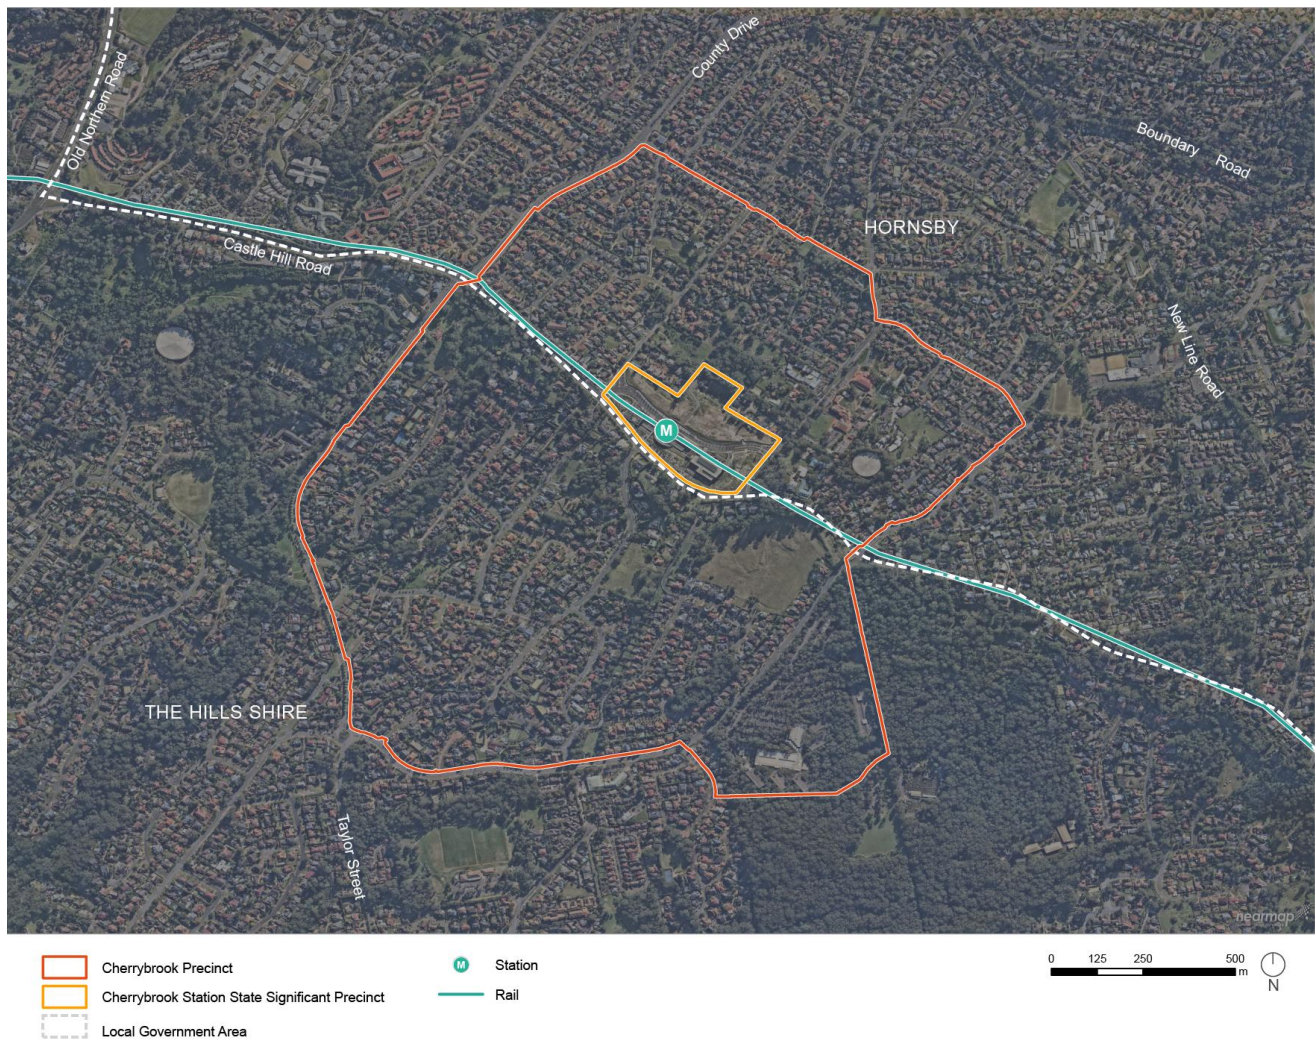 County Drive
Old Northern Road
Boundary Road
HORNSBY
Castle Hill Road
New Line Road
M
THE HILLS SHIRE
Taylor Street
nearmap
Cherrybrook Precinct
Cherrybrook Station State Significant Precinct
Local Government Area
M Station
Rail
0 125 250 500
m
N